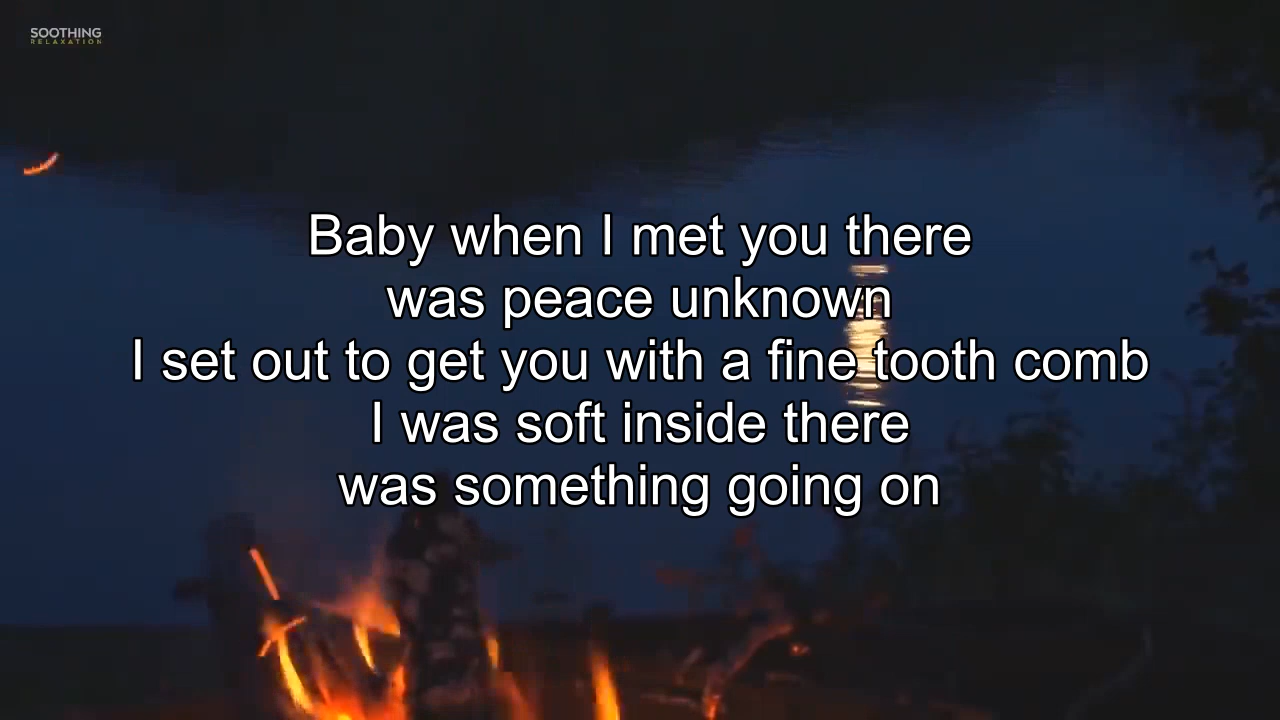 SOOTHING
RELAXATION
Baby when I met you there
was peace unknown
I set out to get you with a fine tooth comb
I was soft inside there
was something going on